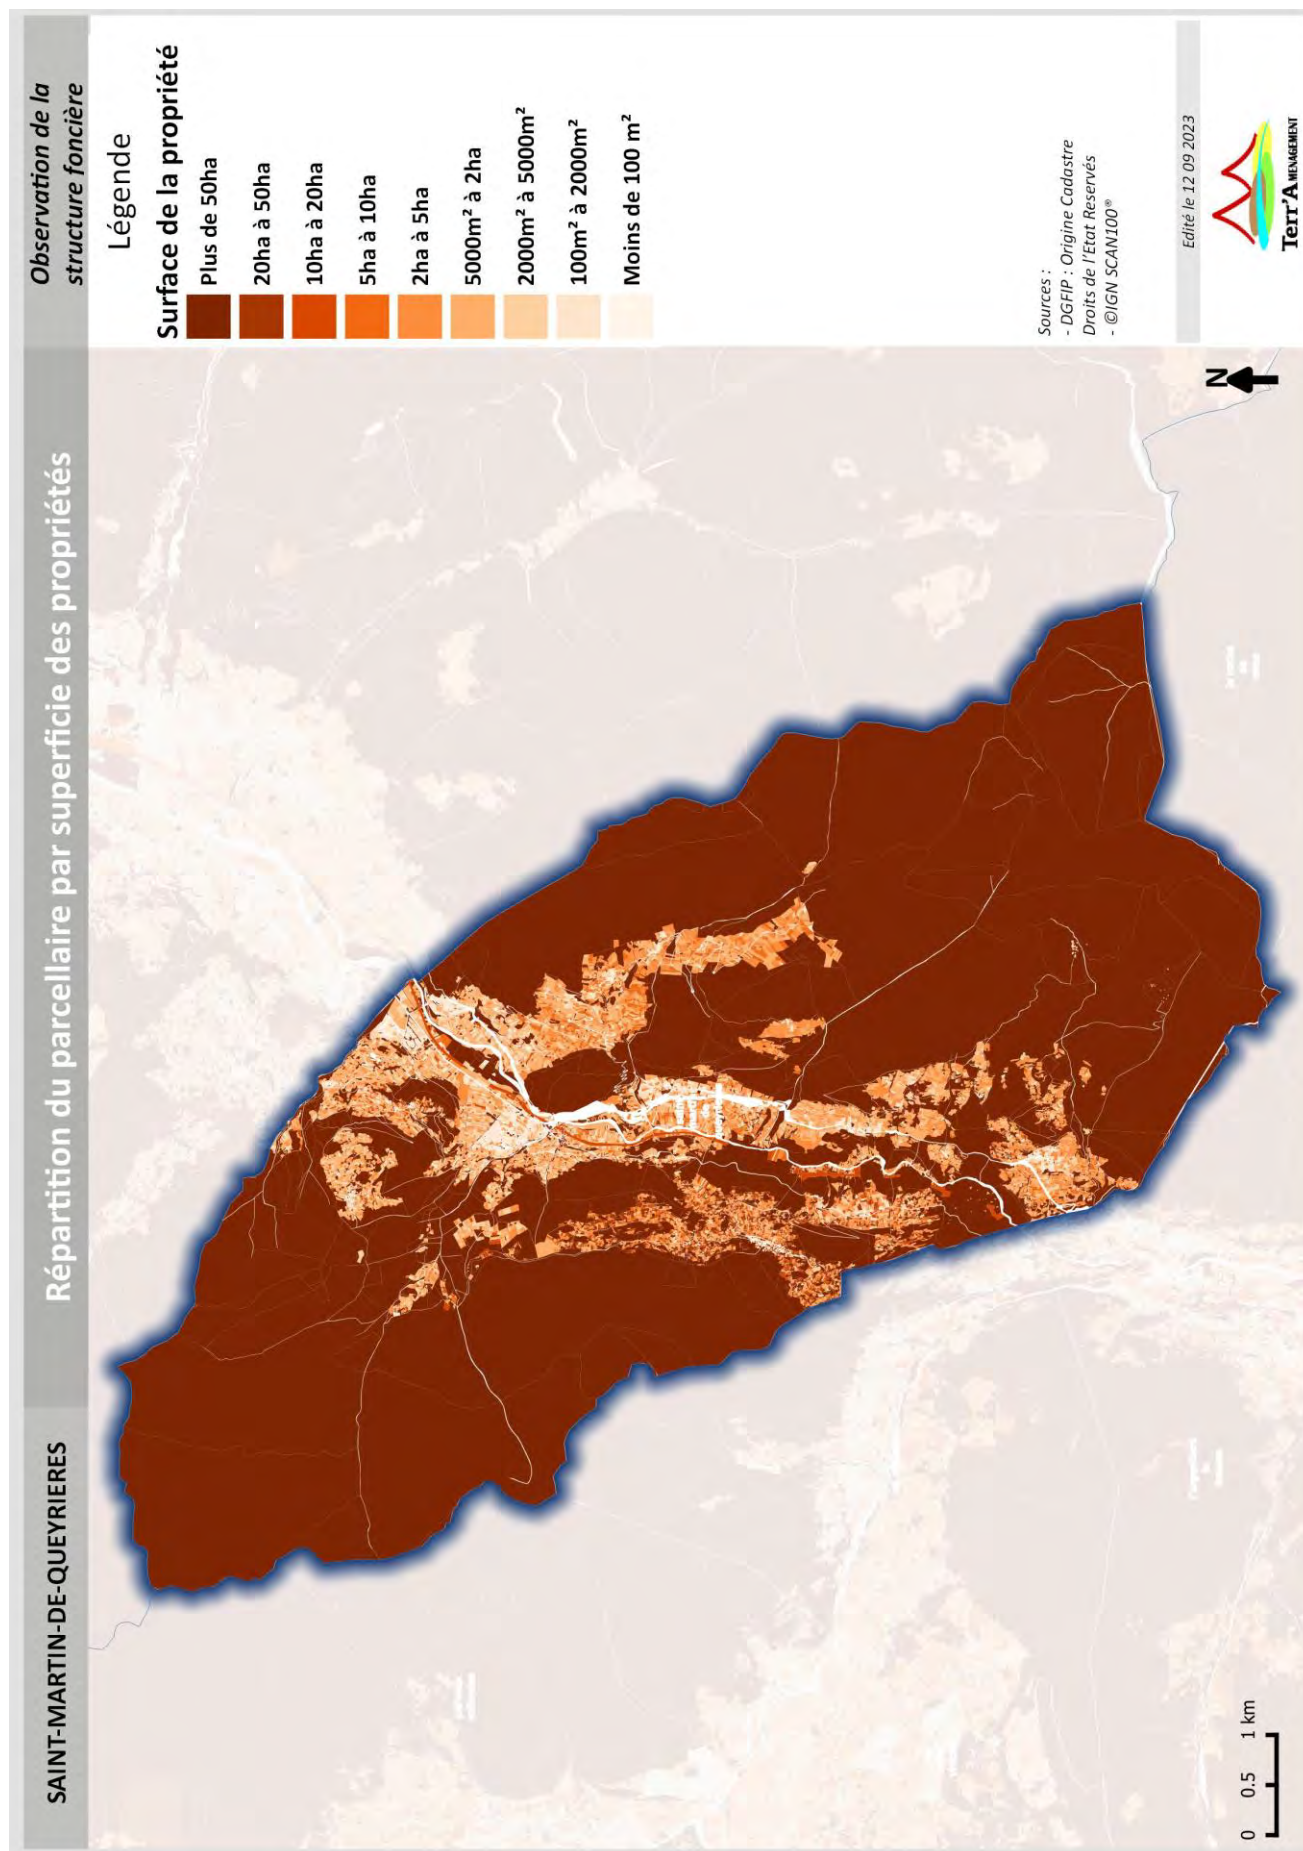 SAINT-MARTIN-DE-QUEYRIERES
Répartition du parcellaire par superficie des propriétés
Observation de la
structure foncière
Légende
Surface de la propriété
Plus de 50ha
20ha à 50ha
10ha à 20ha
5ha à 10ha
2ha à 5ha
5000m² à 2ha
2000m² à 5000m²
100m² à 2000m²
Moins de 100 m²
Sources :
- DGFIP : Origine Cadastre
Droits de l'Etat Reservés
- ©IGN SCAN100®
Edité le 12 09 2023
Terr'AMENAGEMENT
N
0 0.5 1 km